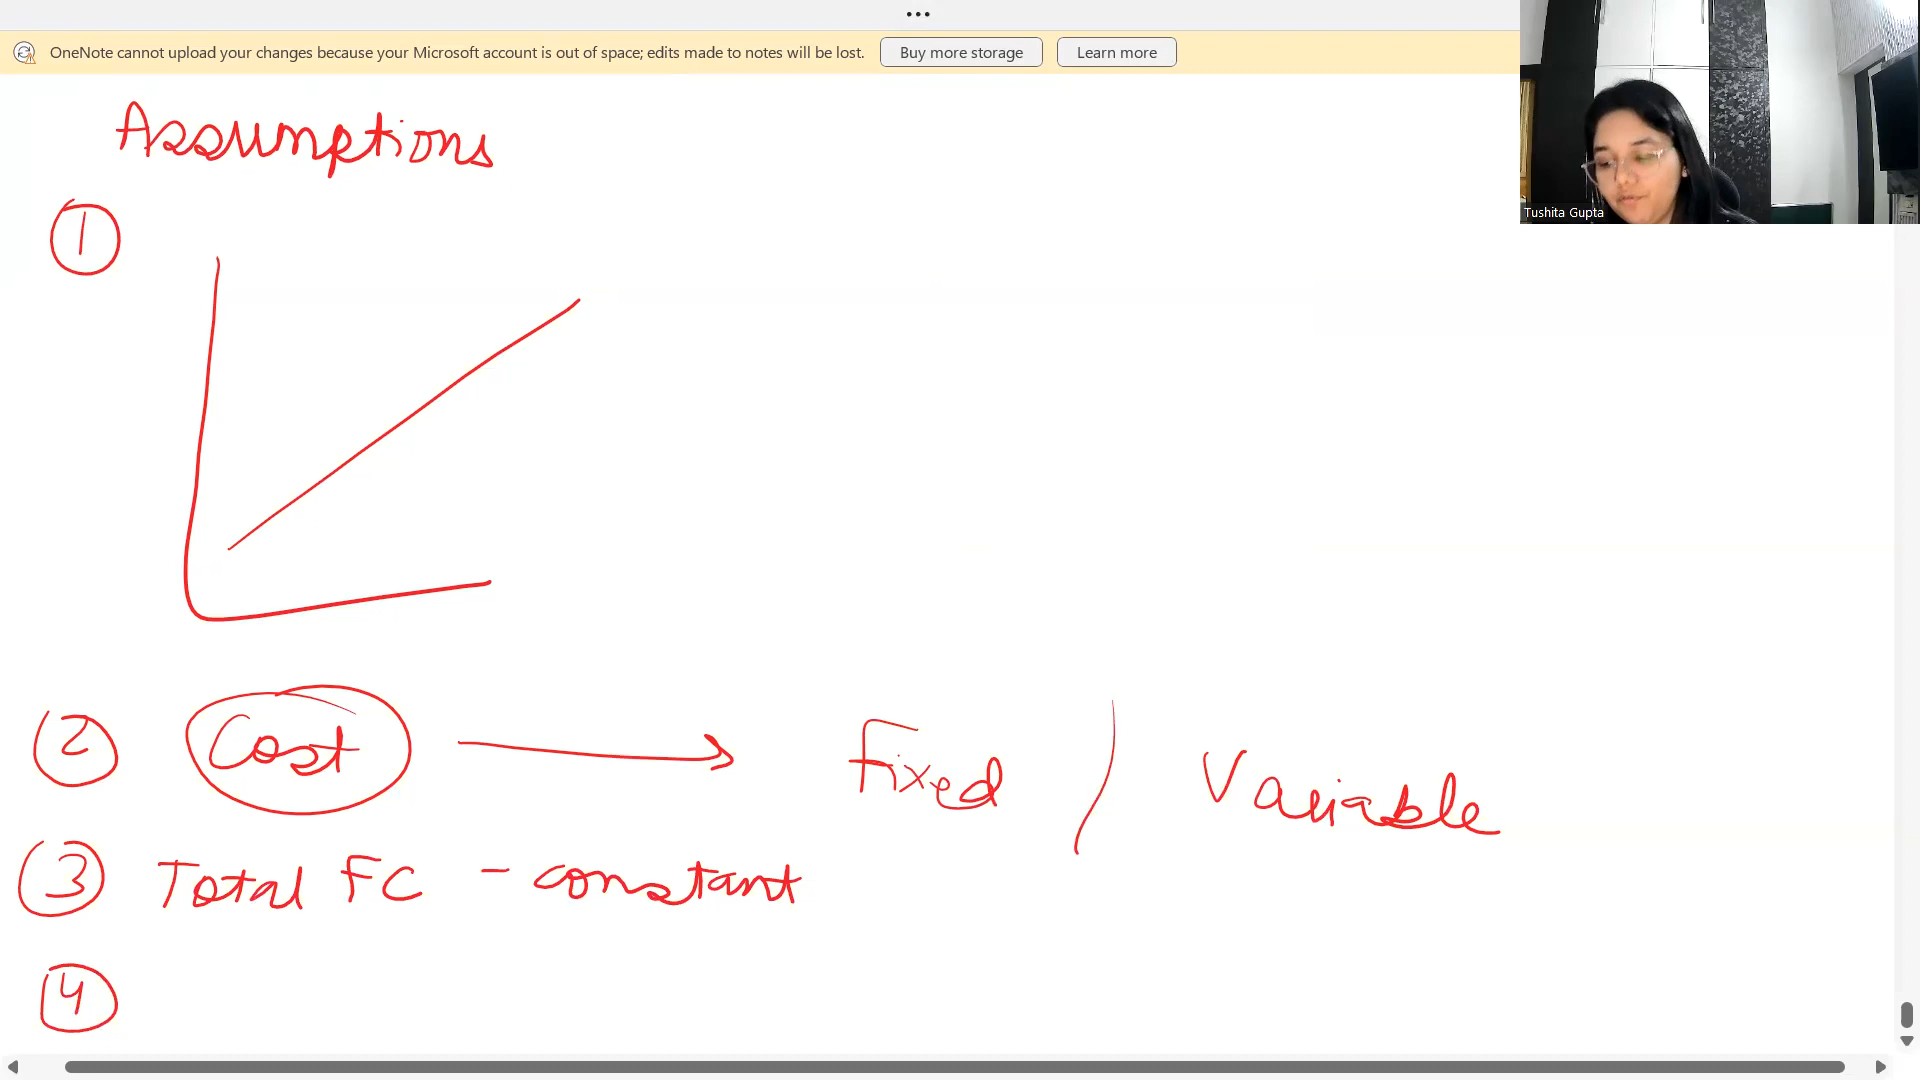 OneNote cannot upload your changes because your Microsoft account is out of space; edits made to notes will be lost. Buy more storage Learn more
Tushita Gupta
Assumptions
1
2 Cost Fixed / Variable
3 Total FC - constant
4